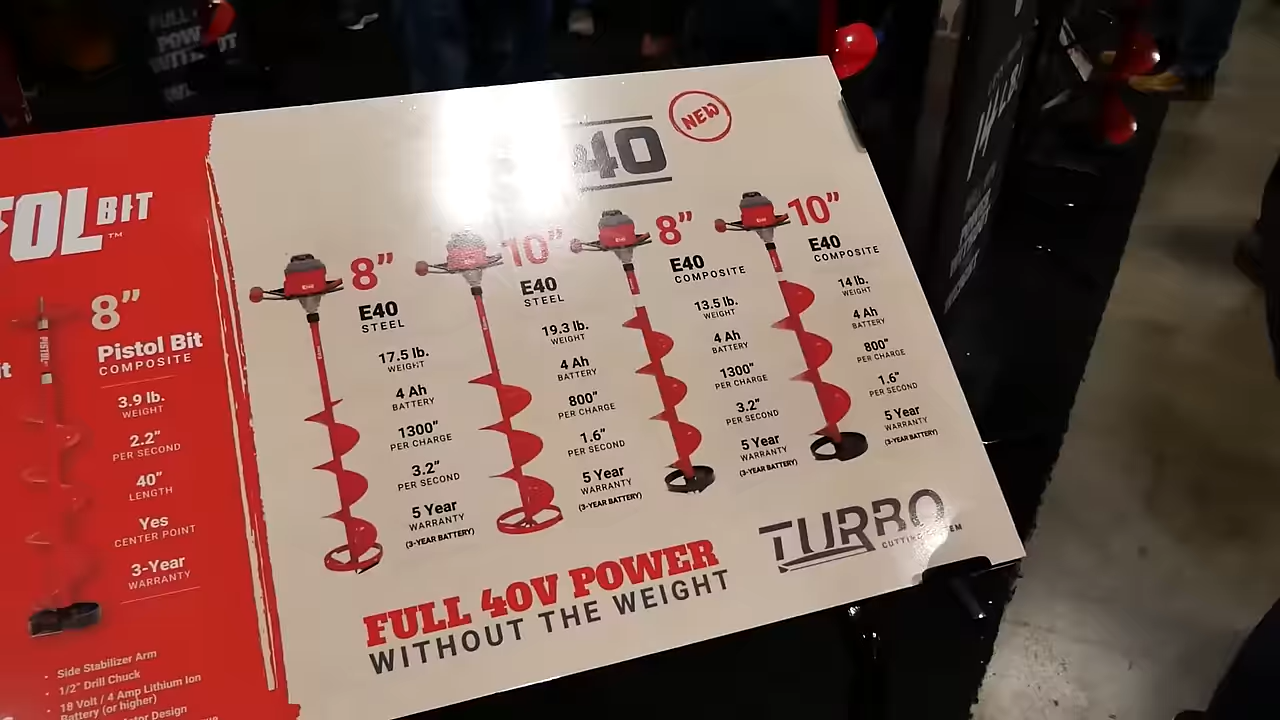 BIT
TM
8”
Pistol Bit
COMPOSITE
3.9 lb.
WEIGHT
2.2”
PER SECOND
40”
LENGTH
Yes
CENTER POINT
3-Year
WARRANTY
• Side Stabilizer Arm
• 1/2” Drill Chuck
• 18 Volt / 4 Amp Lithium Ion
Battery (or higher)
Design
40
NEW
8”
E40
STEEL
17.5 lb.
WEIGHT
4 Ah
BATTERY
1300”
PER CHARGE
3.2”
PER SECOND
5 Year
WARRANTY
(3-YEAR BATTERY)
10”
E40
STEEL
19.3 lb.
WEIGHT
4 Ah
BATTERY
800”
PER CHARGE
1.6”
PER SECOND
5 Year
WARRANTY
(3-YEAR BATTERY)
8”
E40
COMPOSITE
13.5 lb.
WEIGHT
4 Ah
BATTERY
1300”
PER CHARGE
3.2”
PER SECOND
5 Year
WARRANTY
(3-YEAR BATTERY)
10”
E40
COMPOSITE
14 lb.
WEIGHT
4 Ah
BATTERY
800”
PER CHARGE
1.6”
PER SECOND
5 Year
WARRANTY
(3-YEAR BATTERY)
FULL 40V POWER
WITHOUT THE WEIGHT
TURBO
PISTOL
14 LB.